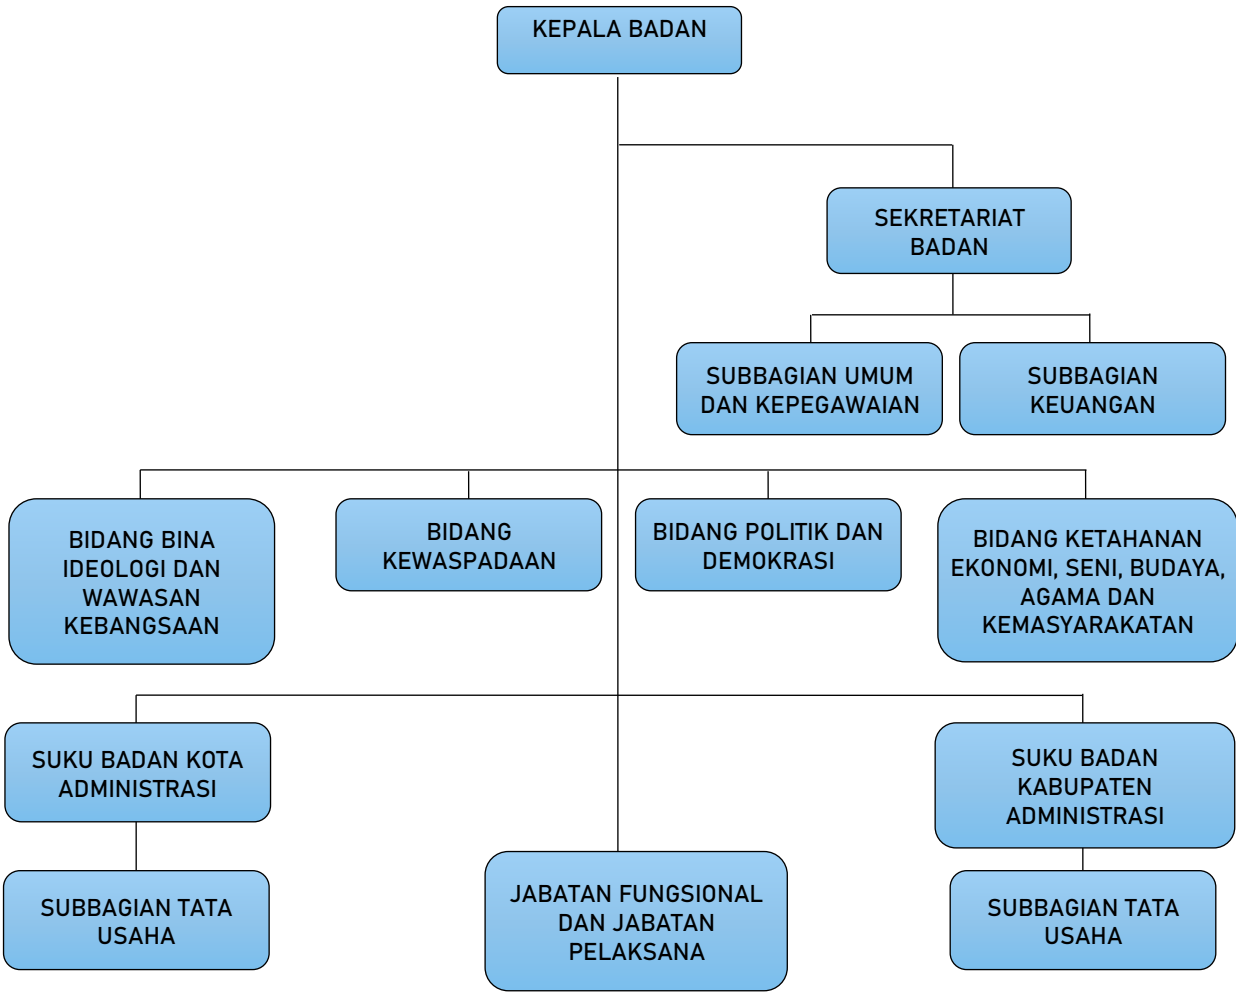 KEPALA BADAN
SEKRETARIAT
BADAN
SUBBAGIAN UMUM
DAN KEPEGAWAIAN
SUBBAGIAN
KEUANGAN
BIDANG BINA
IDEOLOGI DAN
WAWASAN
KEBANGSAAN
BIDANG
KEWASPADAAN
BIDANG POLITIK DAN
DEMOKRASI
BIDANG KETAHANAN
EKONOMI, SENI, BUDAYA,
AGAMA DAN
KEMASYARAKATAN
SUKU BADAN KOTA
ADMINISTRASI
SUKU BADAN
KABUPATEN
ADMINISTRASI
SUBBAGIAN TATA
USAHA
JABATAN FUNGSIONAL
DAN JABATAN
PELAKSANA
SUBBAGIAN TATA
USAHA